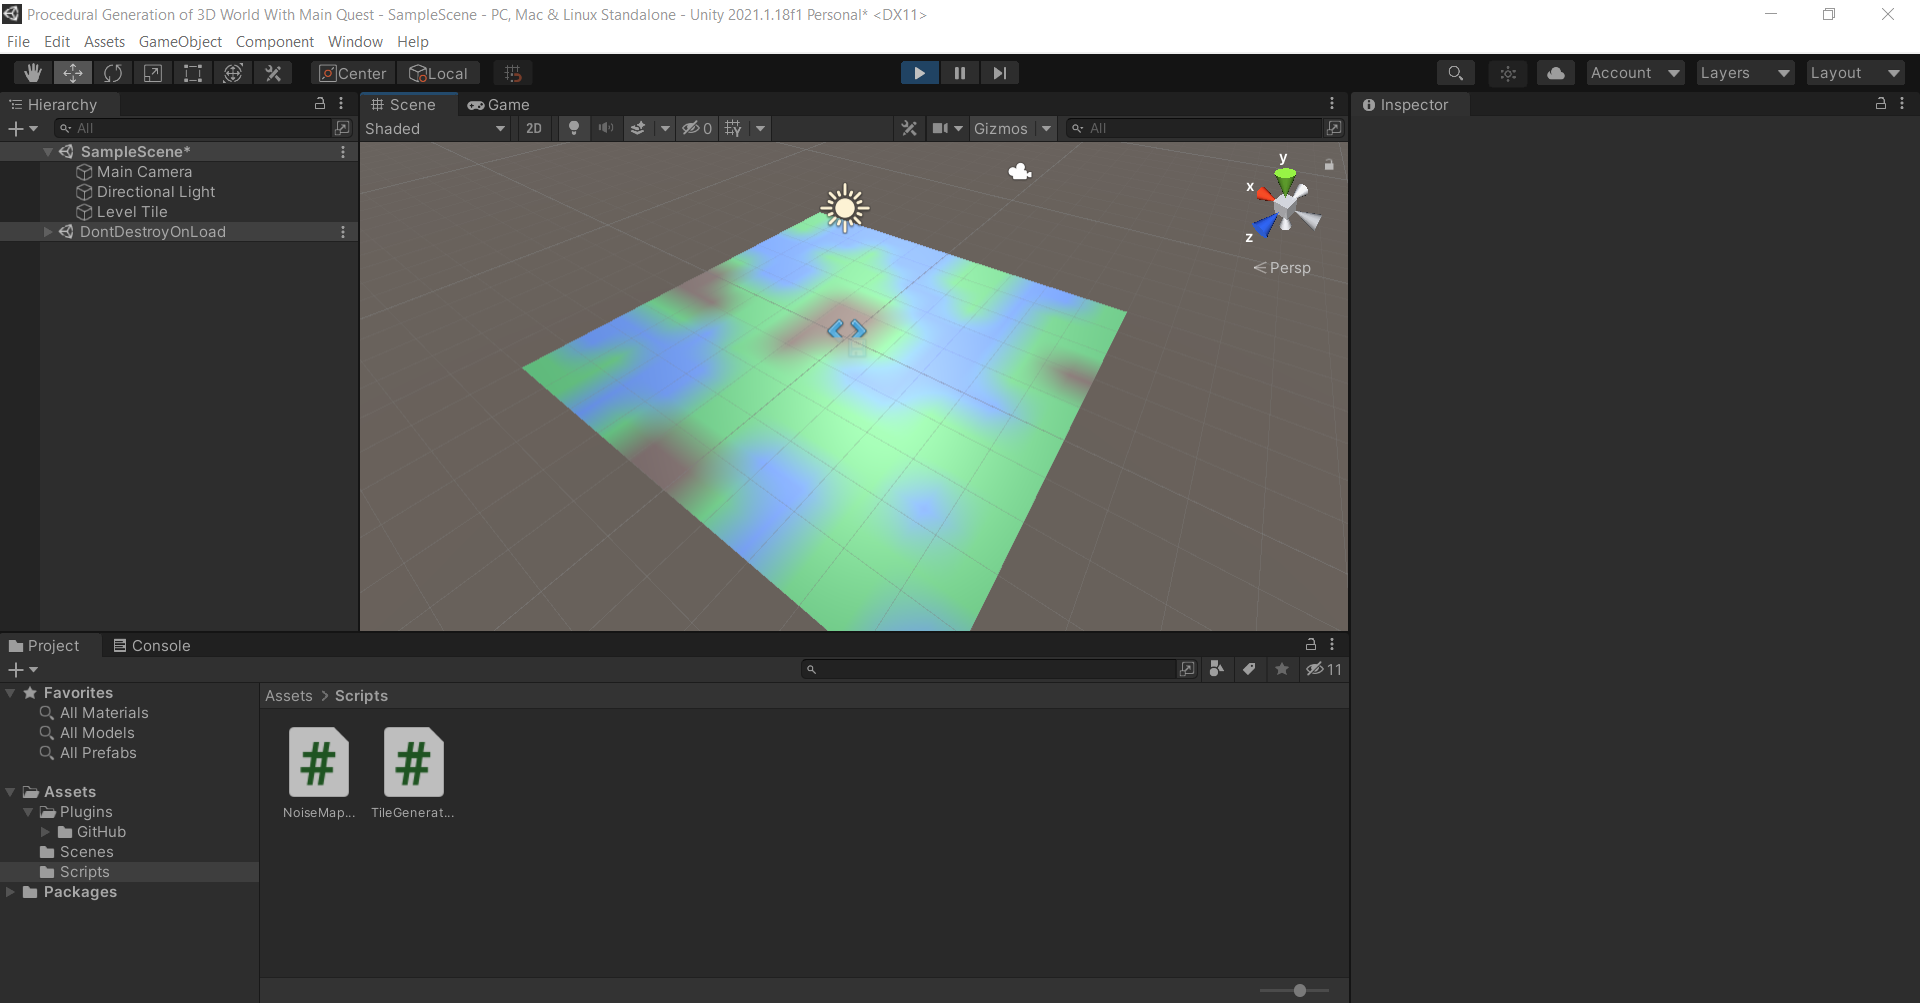 Procedural Generation of 3D World With Main Quest - SampleScene - PC, Mac & Linux Standalone - Unity 2021.1.18f1 Personal* <DX11>
File Edit Assets GameObject Component Window Help
Center Local Account Layers Layout
Hierarchy
All
SampleScene*
Main Camera
Directional Light
Level Tile
DontDestroyOnLoad
Scene Game
Shaded 2D 0 Gizmos All
y
x
z
Persp
Inspector
Project Console
11
Favorites
All Materials
All Models
All Prefabs
Assets
Plugins
GitHub
Scenes
Scripts
Packages
Assets > Scripts
# #
NoiseMap... TileGenerat...